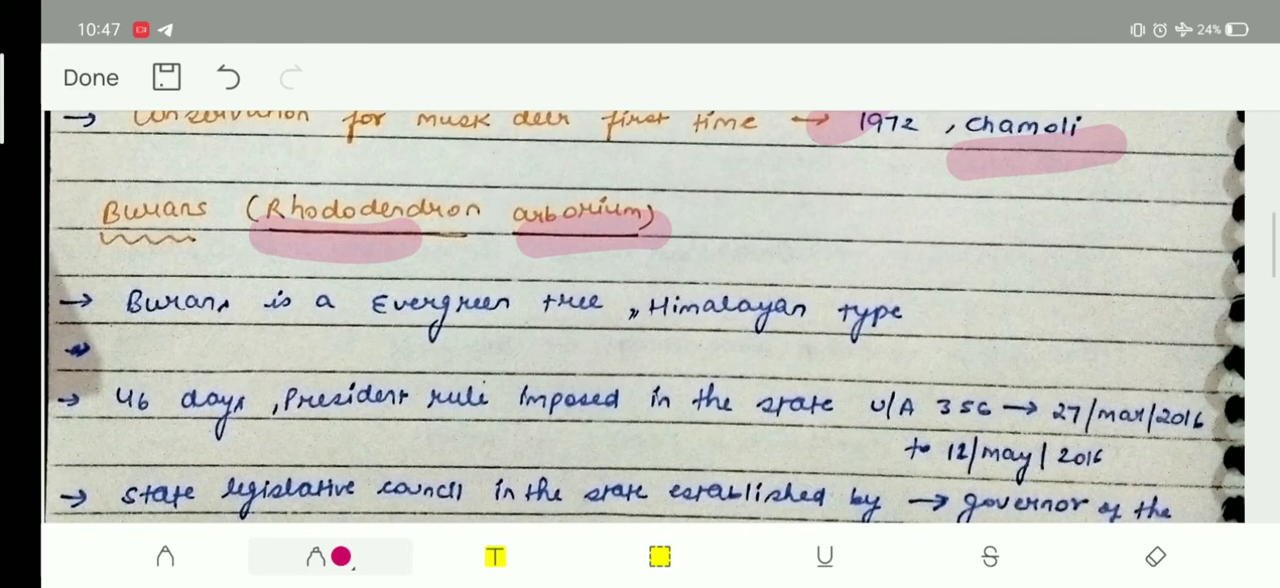 10:47 24%
Done
→ Conservation for musk deer first time → 1972 , Chamoli
Burans (Rhododendron arborium)
→ Burans is a Evergreen tree ,, Himalayan type
→ 46 days , President rule imposed in the state U/A 356 → 27/mar/2016
to 12/may/2016
→ state legislative council in the state established by → governor of the
T U S